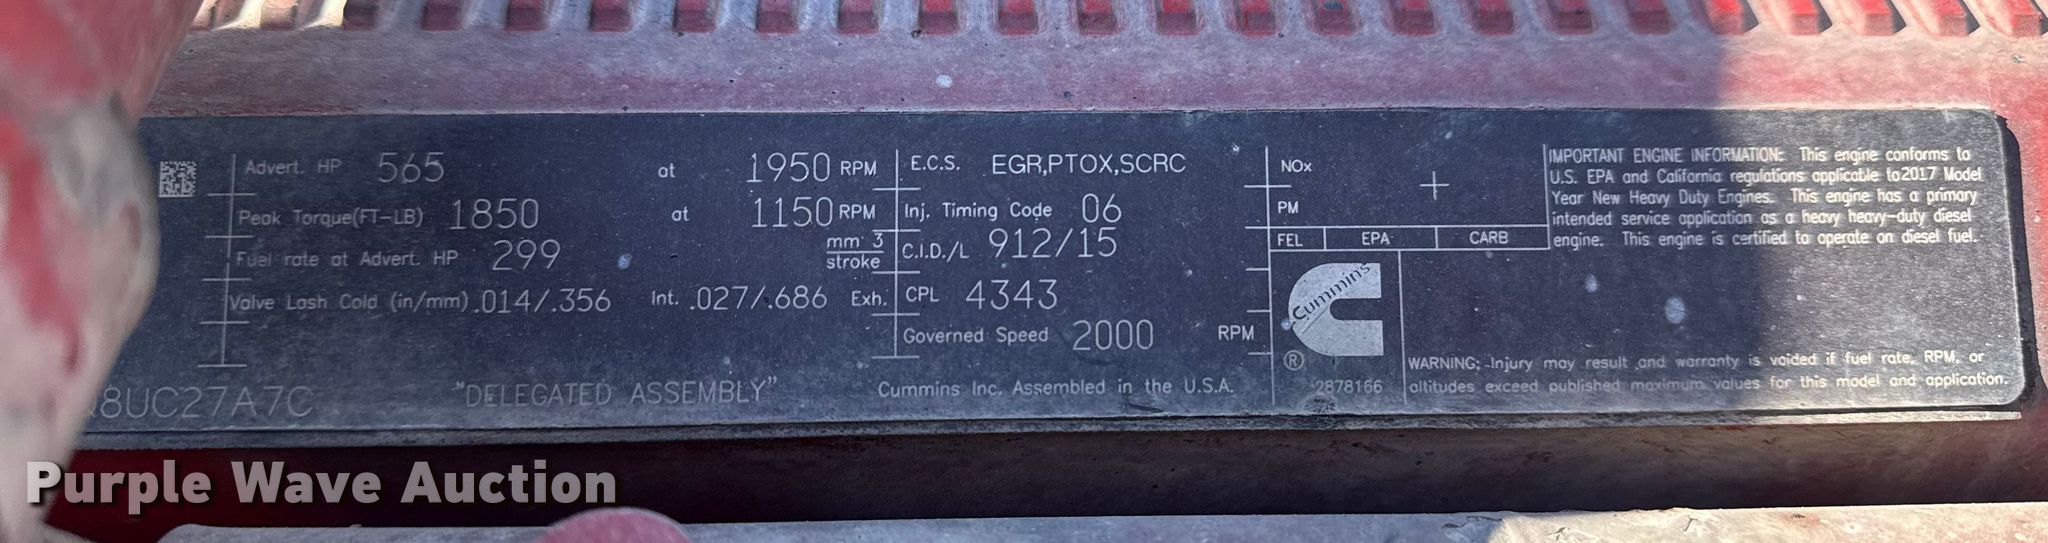 Advert. HP 565 at 1950 RPM
Peak Torque(FT-LB) 1850 at 1150 RPM
Fuel rate at Advert. HP 299 mm 3 stroke
Valve Lash Cold (in/mm) .014/.356 Int. .027/.686 Exh.
8UC27A7C
"DELEGATED ASSEMBLY"
E.C.S. EGR,PTOX,SCRC
Inj. Timing Code 06
C.I.D./L 912/15
CPL 4343
Governed Speed 2000 RPM
Cummins Inc. Assembled in the U.S.A.
NOx
PM
FEL EPA CARB
Cummins
®
2878166
IMPORTANT ENGINE INFORMATION: This engine conforms to
U.S. EPA and California regulations applicable to 2017 Model
Year New Heavy Duty Engines. This engine has a primary
intended service application as a heavy heavy-duty diesel
engine. This engine is certified to operate on diesel fuel.
WARNING: Injury may result and warranty is voided if fuel rate, RPM, or
altitudes exceed published maximum values for this model and application.
Purple Wave Auction